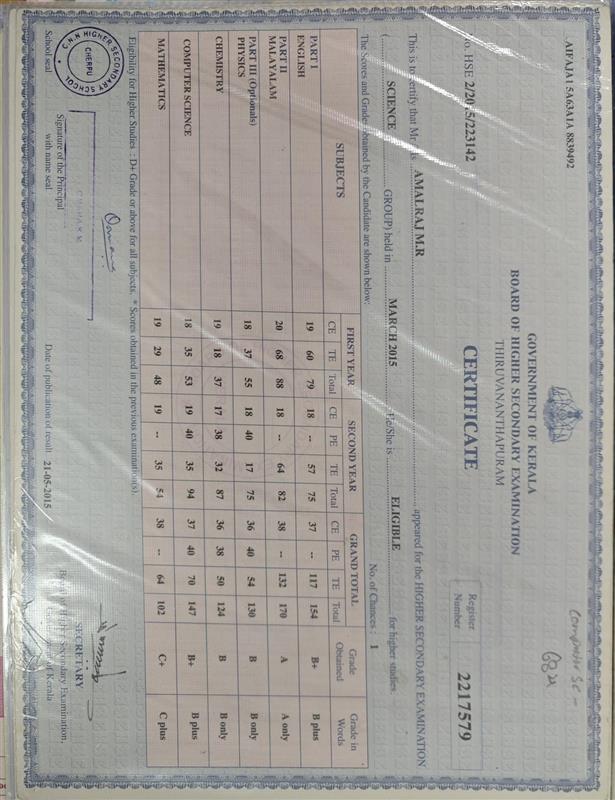 AIFAJA1 5A63A1A 8839492
Computer Sc -
GOVERNMENT OF KERALA
BOARD OF HIGHER SECONDARY EXAMINATION
THIRUVANANTHAPURAM
No. HSE 2/2015/223142
CERTIFICATE
Register Number 2217579
This is to certify that Mr/Ms AMALRAJ M.R appeared for the HIGHER SECONDARY EXAMINATION
( SCIENCE GROUP) held in MARCH 2015 He/She is ELIGIBLE for higher studies.
The Scores and Grades obtained by the Candidate are shown below: No. of Chances : 1
SUBJECTS FIRST YEAR SECOND YEAR GRAND TOTAL Grade Obtained Grade in Words
CE TE Total CE PE TE Total CE PE TE Total
PART I
ENGLISH 19 60 79 18 -- 57 75 37 -- 117 154 B+ B plus
PART II
MALAYALAM 20 68 88 18 -- 64 82 38 -- 132 170 A A only
PART III (Optionals)
PHYSICS 18 37 55 18 40 17 75 36 40 54 130 B B only
CHEMISTRY 19 18 37 17 38 32 87 36 38 50 124 B B only
COMPUTER SCIENCE 18 35 53 19 40 35 94 37 40 70 147 B+ B plus
MATHEMATICS 19 29 48 19 -- 35 54 38 -- 64 102 C+ C plus
Eligibility for Higher Studies : D+ Grade or above for all subjects. * Scores obtained in the previous examination(s).
C.N.N HIGHER SECONDARY SCHOOL
CHERPU
SECRETARY
School seal Signature of the Principal with name seal Date of publication of result 21-05-2015 Board of Higher Secondary Examination, Government of Kerala